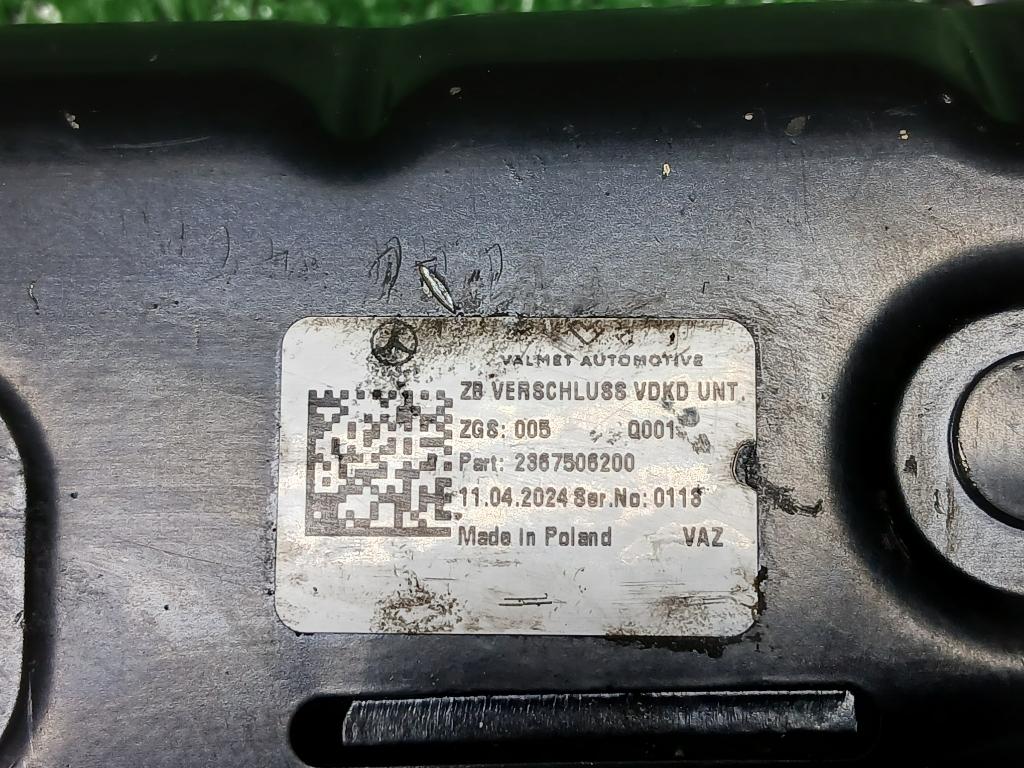 VALMET AUTOMOTIVE
ZB VERSCHLUSS VDKD UNT.
ZGS: 005 Q001
Part: 2367506200
11.04.2024 Ser.No: 0118
Made in Poland VAZ